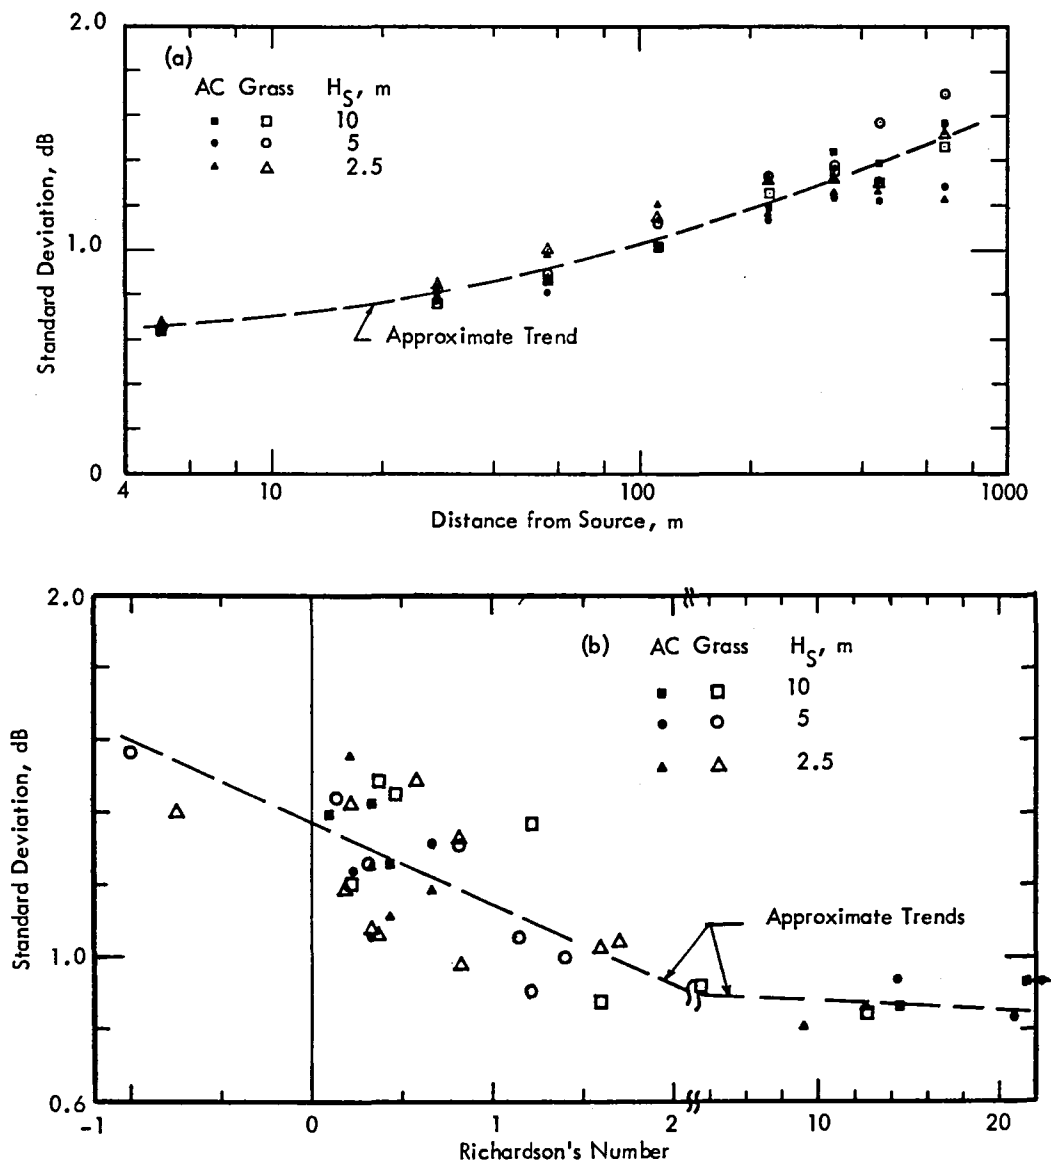 2.0
(a)
AC Grass H_S, m
10
5
2.5
1.0
Approximate Trend
0
4 10 100 1000
Standard Deviation, dB
Distance from Source, m
2.0
(b) AC Grass H_S, m
10
5
2.5
Approximate Trends
1.0
0.6
-1 0 1 2 10 20
Standard Deviation, dB
Richardson's Number